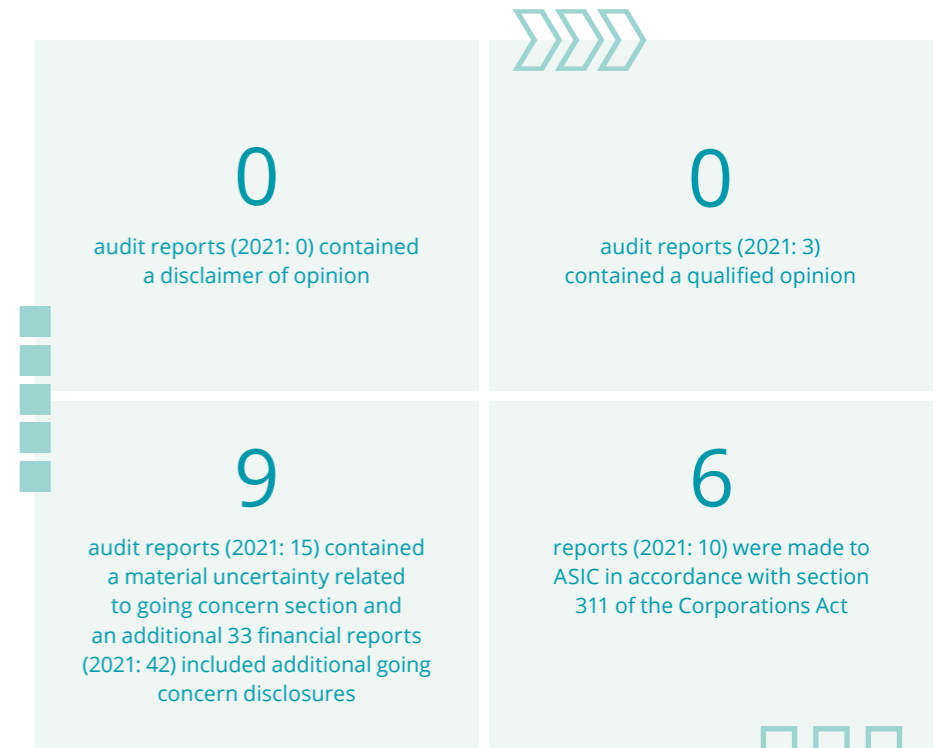 0
audit reports (2021: 0) contained
a disclaimer of opinion
0
audit reports (2021: 3)
contained a qualified opinion
9
audit reports (2021: 15) contained
a material uncertainty related
to going concern section and
an additional 33 financial reports
(2021: 42) included additional going
concern disclosures
6
reports (2021: 10) were made to
ASIC in accordance with section
311 of the Corporations Act